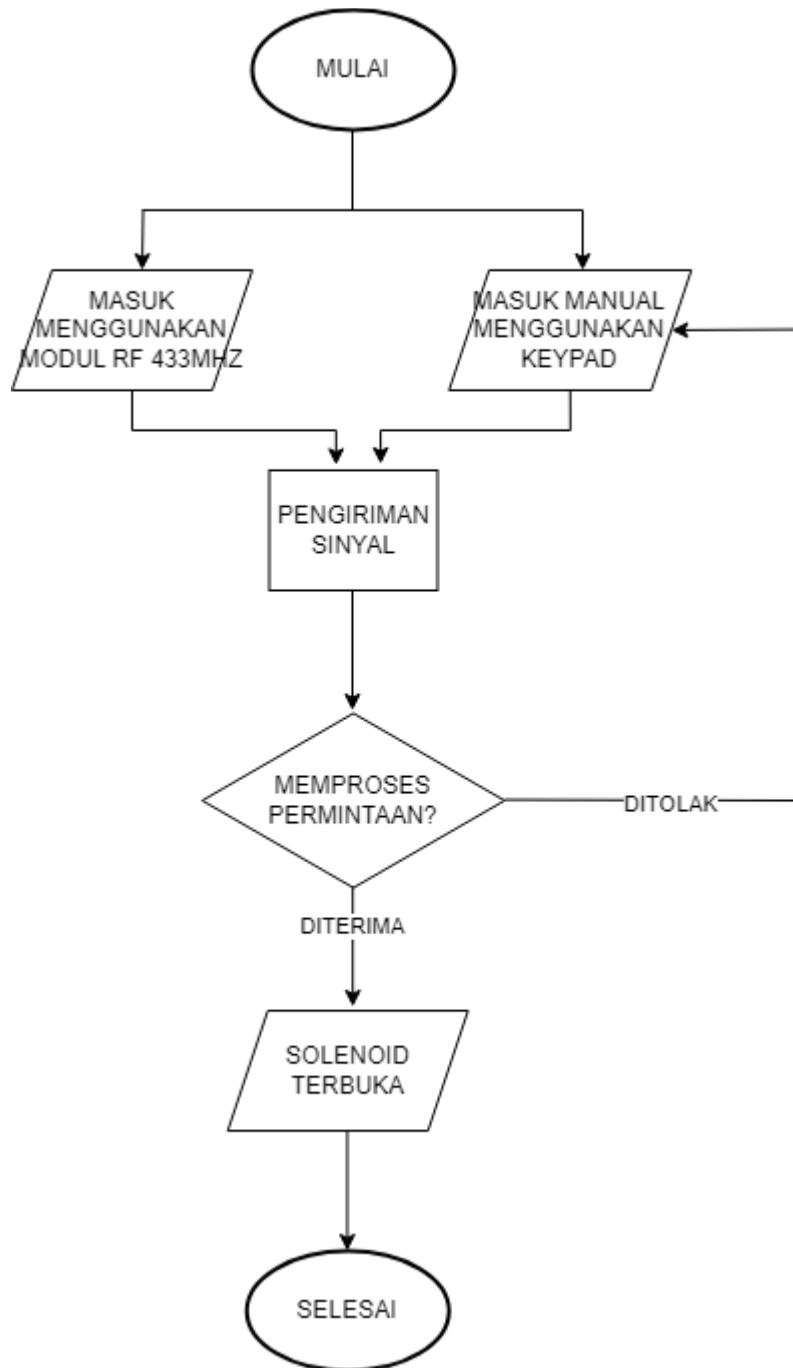 MULAI
MASUK
MENGGUNAKAN
MODUL RF 433MHZ
MASUK MANUAL
MENGGUNAKAN
KEYPAD
PENGIRIMAN
SINYAL
MEMPROSES
PERMINTAAN?
DITOLAK
DITERIMA
SOLENOID
TERBUKA
SELESAI